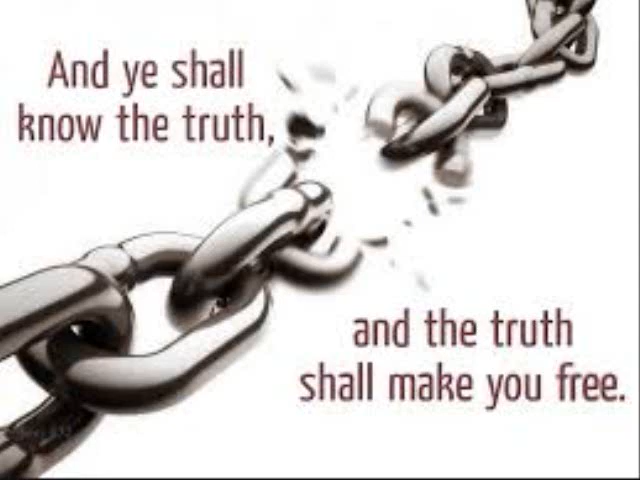 And ye shall
know the truth,
and the truth
shall make you free.